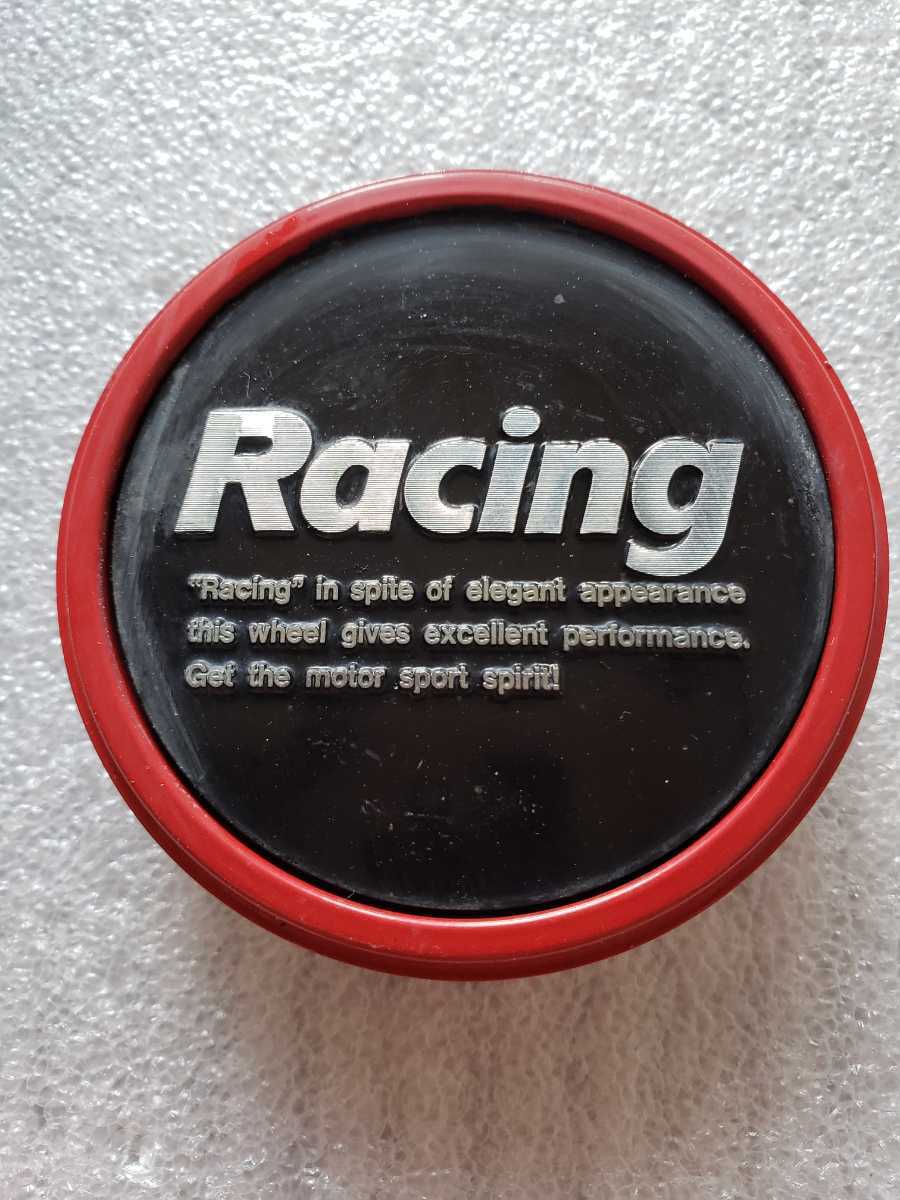 Racing
"Racing" in spite of elegant appearance
this wheel gives excellent performance.
Get the motor sport spirit!